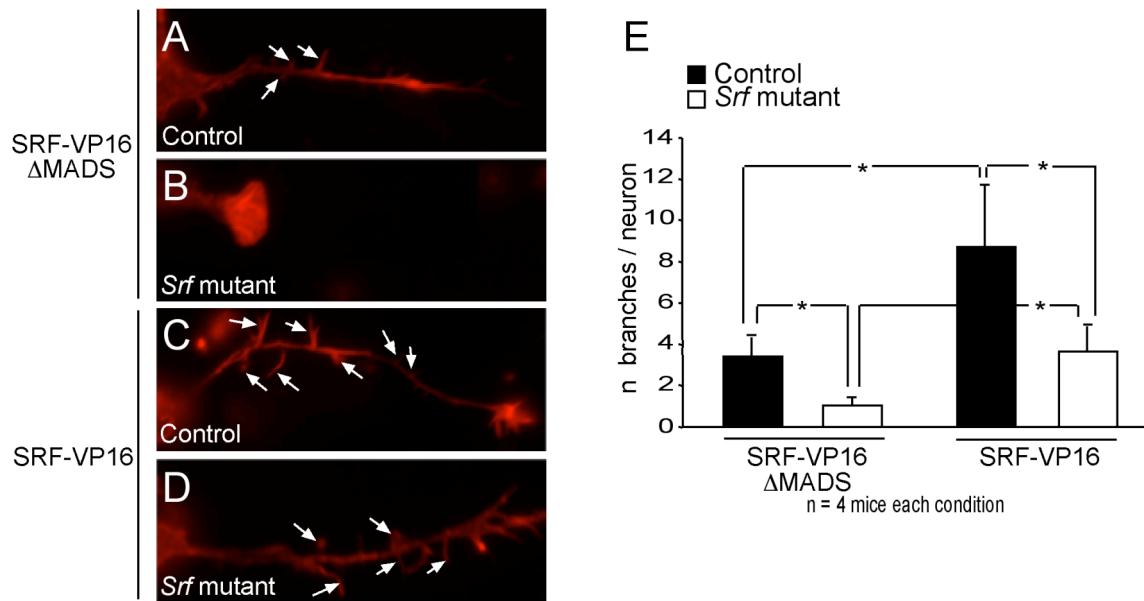 SRF-VP16
ΔMADS
A
Control
B
Srf mutant
SRF-VP16
C
Control
D
Srf mutant
E
Control
Srf mutant
n branches / neuron
14
12
10
8
6
4
2
0
*
*
*
*
SRF-VP16
ΔMADS
SRF-VP16
n = 4 mice each condition